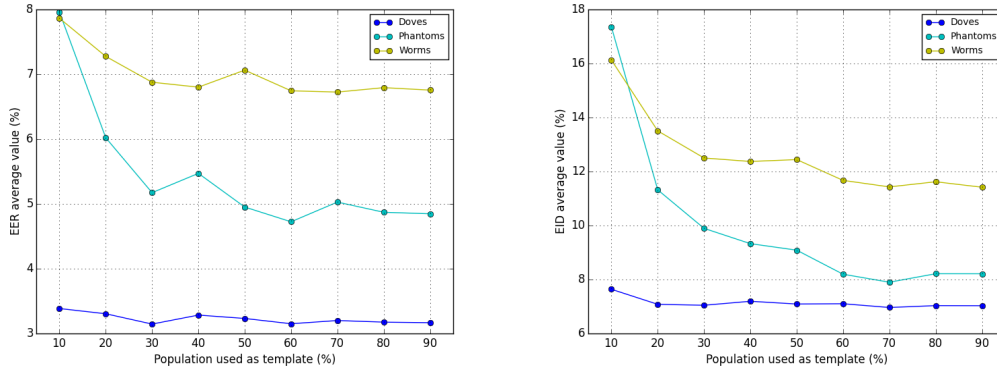 8
7
6
5
4
3
EER average value (%)
10 20 30 40 50 60 70 80 90
Population used as template (%)
Doves
Phantoms
Worms
18
16
14
12
10
8
6
EID average value (%)
10 20 30 40 50 60 70 80 90
Population used as template (%)
Doves
Phantoms
Worms